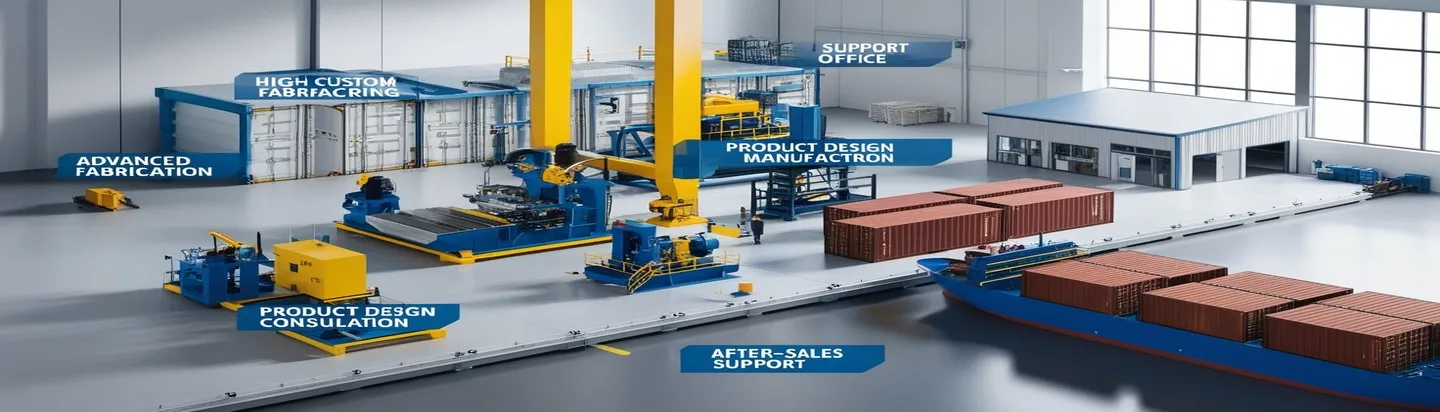 SUPPORT
OFFICE
HIGH CUSTOM
FABRFACRING
PRODUCT DESIGN
MANUFACTRON
ADVANCED
FABRICATION
PRODUCT DESGN
CONSULATION
AFTER-SALES
SUPPORT